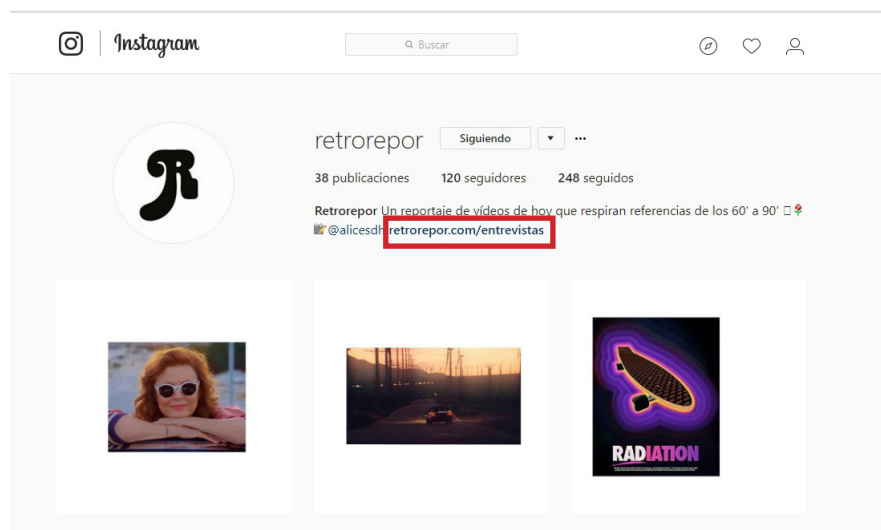 Instagram
Buscar
retrorepor Siguiendo
38 publicaciones 120 seguidores 248 seguidos
Retrorepor Un reportaje de vídeos de hoy que respiran referencias de los 60' a 90'
@alicesdh retrorepor.com/entrevistas
R
RADIATION